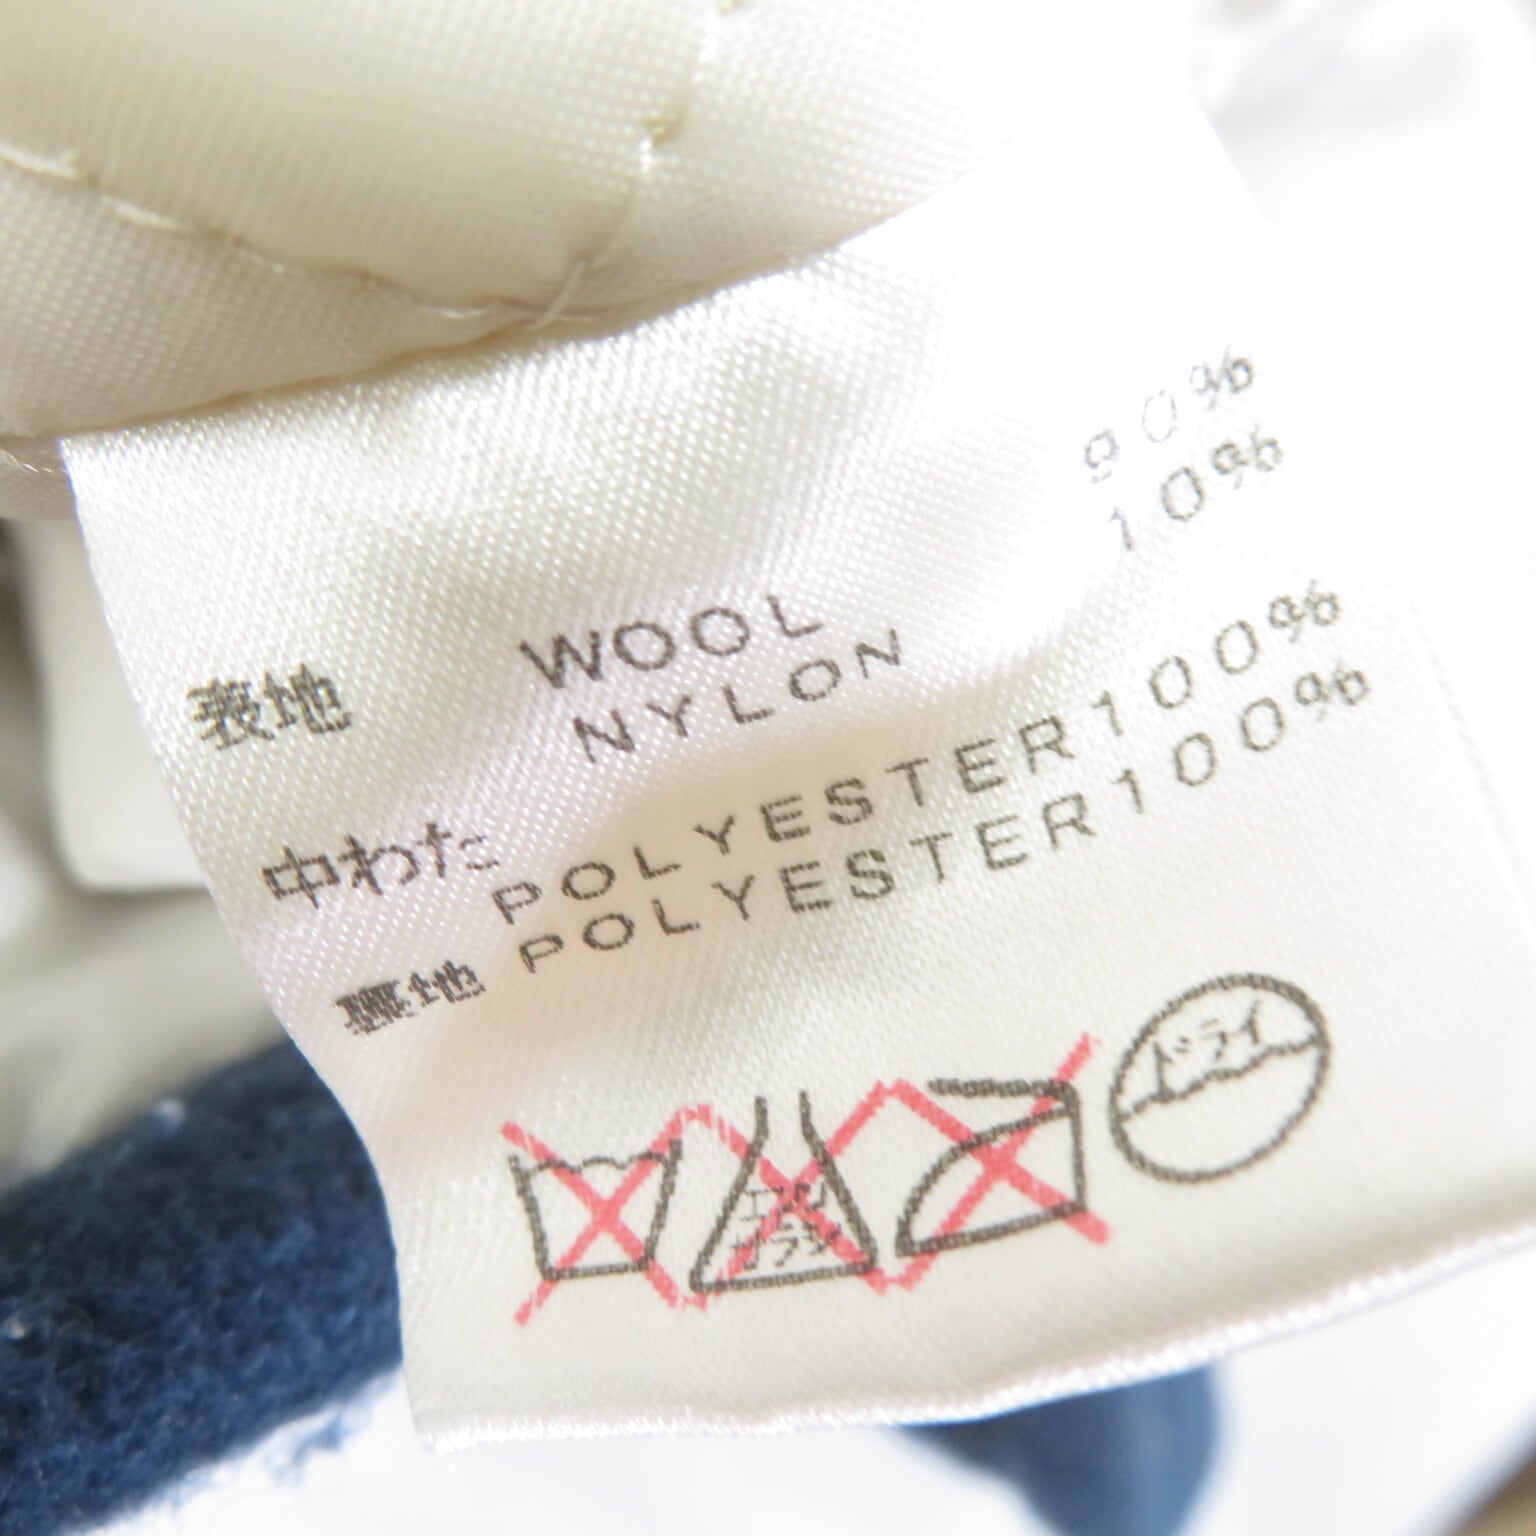 表地 WOOL 90%
NYLON 10%
中わた POLYESTER100%
裏地 POLYESTER100%
エンソ
サラシ
ドライ